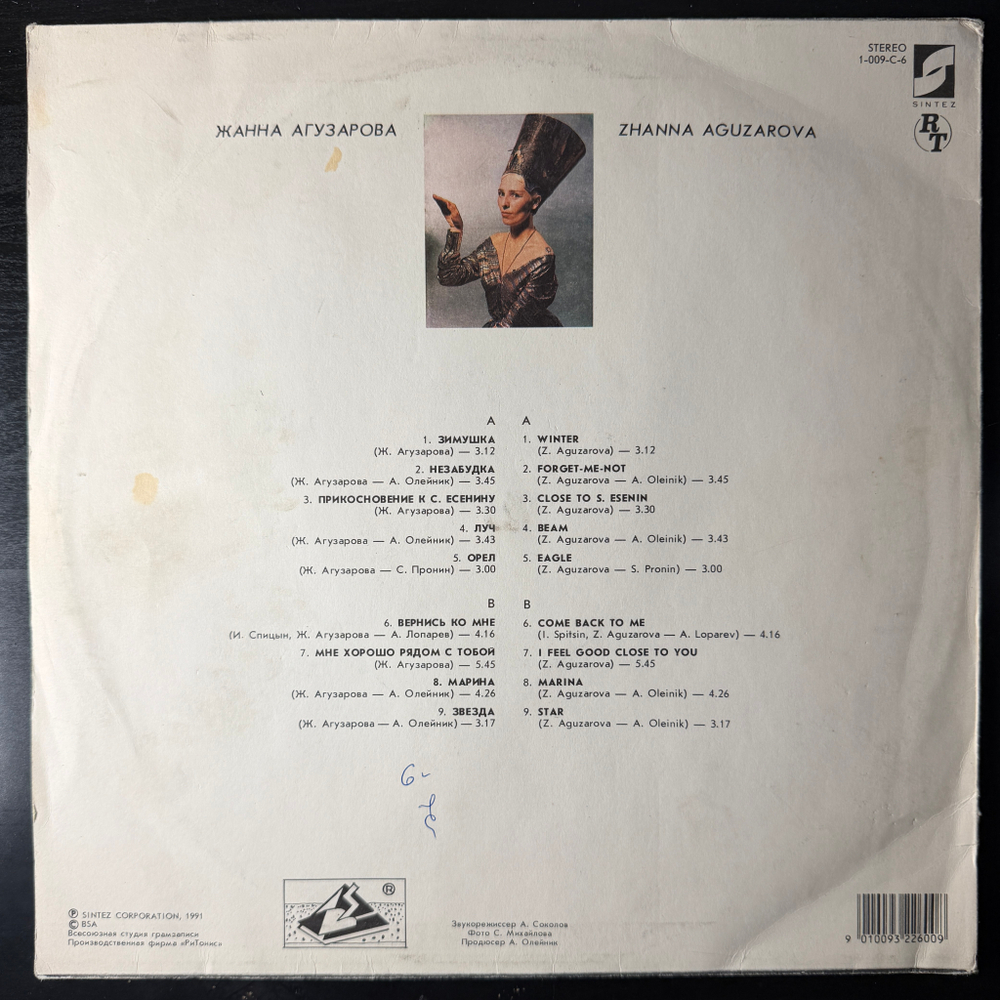 STEREO
1-009-C-6
SINTEZ
RT
ЖАННА АГУЗАРОВА
ZHANNA AGUZAROVA
A
1. ЗИМУШКА
(Ж. Агузарова) — 3.12
2. НЕЗАБУДКА
(Ж. Агузарова — А. Олейник) — 3.45
3. ПРИКОСНОВЕНИЕ К С. ЕСЕНИНУ
(Ж. Агузарова) — 3.30
4. ЛУЧ
(Ж. Агузарова — А. Олейник) — 3.43
5. ОРЕЛ
(Ж. Агузарова — С. Пронин) — 3.00
B
6. ВЕРНИСЬ КО МНЕ
(И. Спицын, Ж. Агузарова — А. Лопарев) — 4.16
7. МНЕ ХОРОШО РЯДОМ С ТОБОЙ
(Ж. Агузарова) — 5.45
8. МАРИНА
(Ж. Агузарова — А. Олейник) — 4.26
9. ЗВЕЗДА
(Ж. Агузарова — А. Олейник) — 3.17
A
1. WINTER
(Z. Aguzarova) — 3.12
2. FORGET-ME-NOT
(Z. Aguzarova — A. Oleinik) — 3.45
3. CLOSE TO S. ESENIN
(Z. Aguzarova) — 3.30
4. BEAM
(Z. Aguzarova — A. Oleinik) — 3.43
5. EAGLE
(Z. Aguzarova — S. Pronin) — 3.00
B
6. COME BACK TO ME
(I. Spitsin, Z. Aguzarova — A. Loparev) — 4.16
7. I FEEL GOOD CLOSE TO YOU
(Z. Aguzarova) — 5.45
8. MARINA
(Z. Aguzarova — A. Oleinik) — 4.26
9. STAR
(Z. Aguzarova — A. Oleinik) — 3.17
6-
Ⓟ SINTEZ CORPORATION, 1991
© BSA
Всесоюзная студия грамзаписи
Производственная фирма «РиТонис»
®
Звукорежиссер А. Соколов
Фото С. Михайлова
Продюсер А. Олейник
9 010093 226009